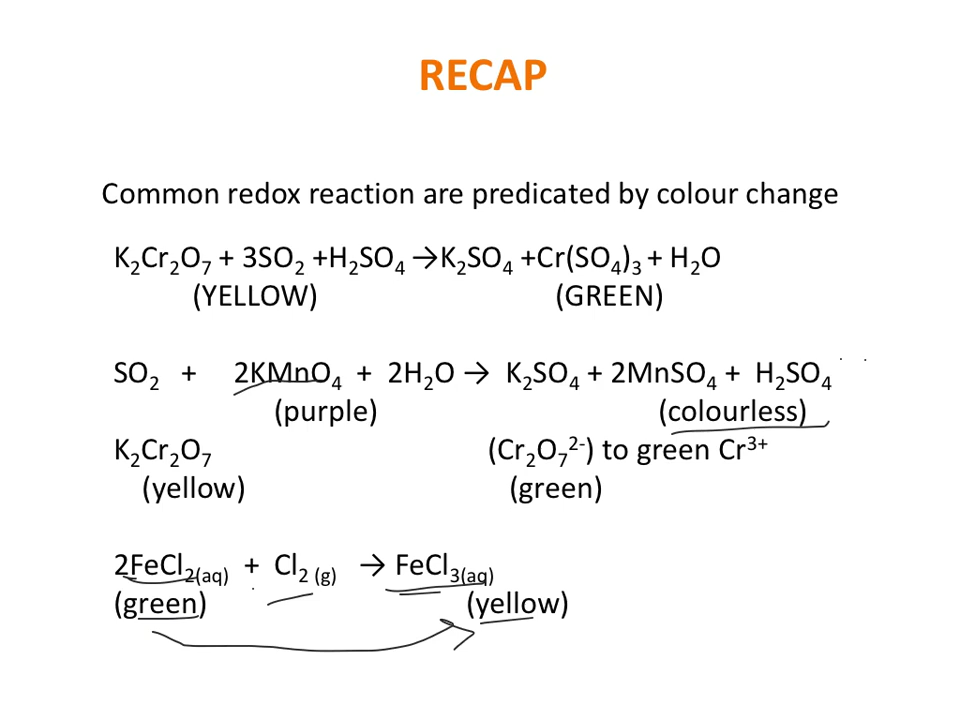 RECAP
Common redox reaction are predicated by colour change
K₂Cr₂O₇ + 3SO₂ +H₂SO₄ →K₂SO₄ +Cr(SO₄)₃ + H₂O
(YELLOW) (GREEN)
SO₂ + 2KMnO₄ + 2H₂O → K₂SO₄ + 2MnSO₄ + H₂SO₄
(purple) (colourless)
K₂Cr₂O₇ (Cr₂O₇²⁻) to green Cr³⁺
(yellow) (green)
2FeCl₂₍aq₎ + Cl₂ ₍g₎ → FeCl₃₍aq₎
(green) (yellow)